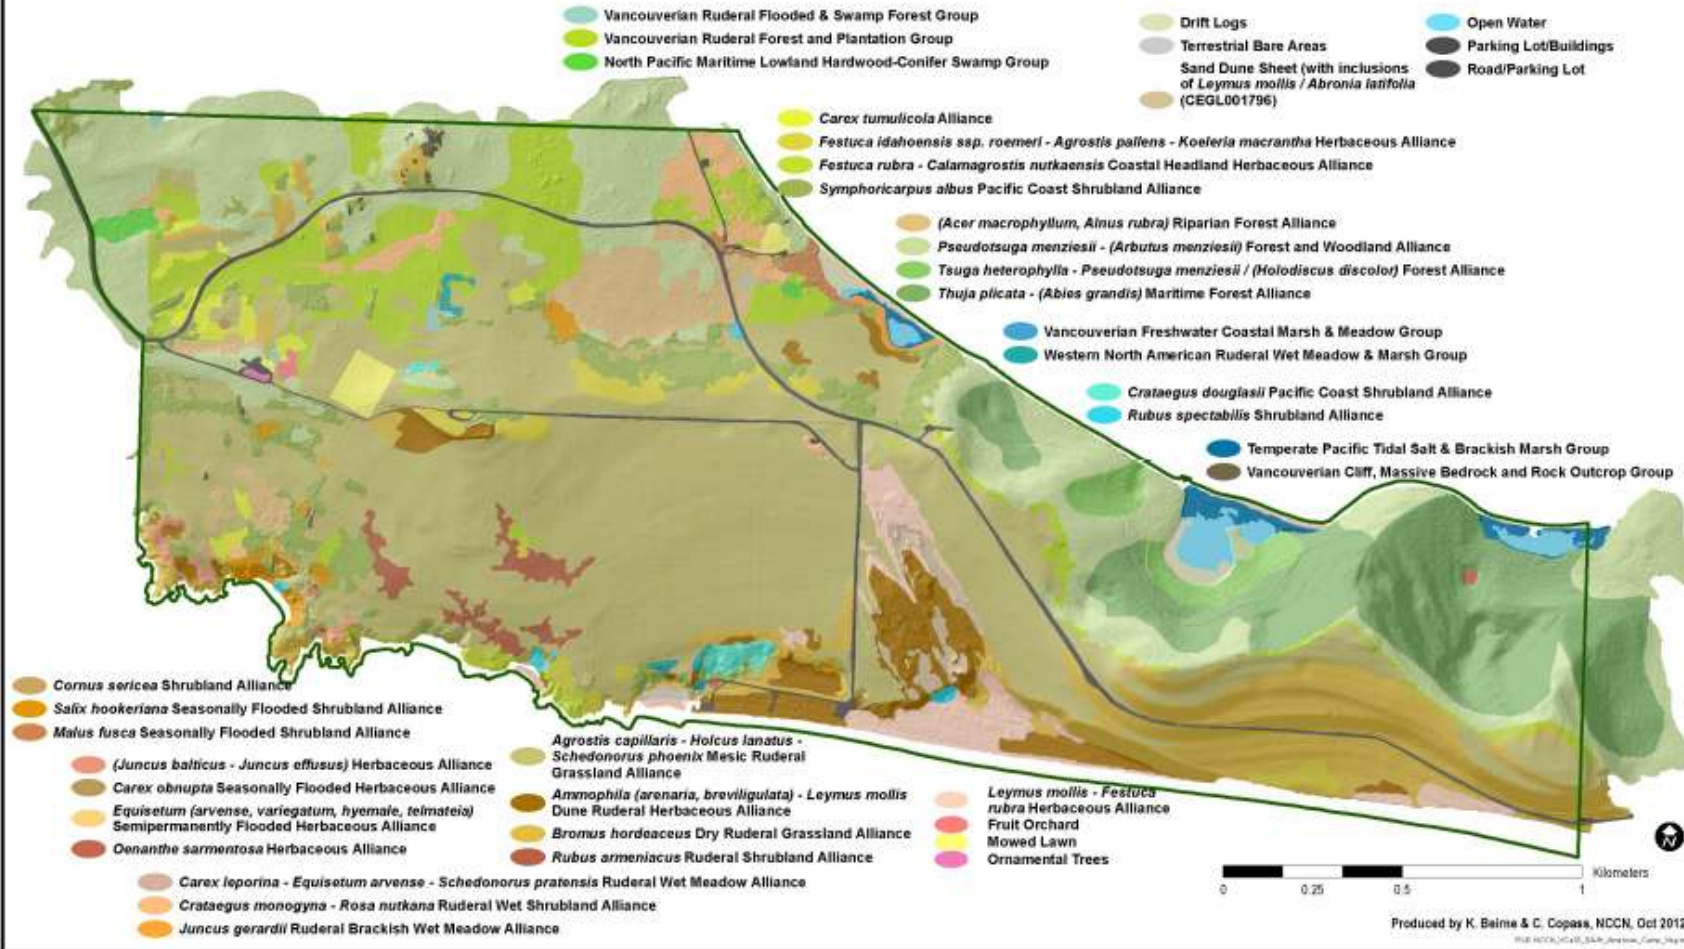 Vancouverian Ruderal Flooded & Swamp Forest Group
Vancouverian Ruderal Forest and Plantation Group
North Pacific Maritime Lowland Hardwood-Conifer Swamp Group
Drift Logs
Terrestrial Bare Areas
Sand Dune Sheet (with inclusions
of Leymus mollis / Abronia latifolia
(CEGL001796)
Open Water
Parking Lot/Buildings
Road/Parking Lot
Carex tumulicola Alliance
Festuca idahoensis ssp. roemeri - Agrostis pallens - Koeleria macrantha Herbaceous Alliance
Festuca rubra - Calamagrostis nutkaensis Coastal Headland Herbaceous Alliance
Symphoricarpus albus Pacific Coast Shrubland Alliance
(Acer macrophyllum, Alnus rubra) Riparian Forest Alliance
Pseudotsuga menziesii - (Arbutus menziesii) Forest and Woodland Alliance
Tsuga heterophylla - Pseudotsuga menziesii / (Holodiscus discolor) Forest Alliance
Thuja plicata - (Abies grandis) Maritime Forest Alliance
Vancouverian Freshwater Coastal Marsh & Meadow Group
Western North American Ruderal Wet Meadow & Marsh Group
Crataegus douglasii Pacific Coast Shrubland Alliance
Rubus spectabilis Shrubland Alliance
Temperate Pacific Tidal Salt & Brackish Marsh Group
Vancouverian Cliff, Massive Bedrock and Rock Outcrop Group
Cornus sericea Shrubland Alliance
Salix hookeriana Seasonally Flooded Shrubland Alliance
Malus fusca Seasonally Flooded Shrubland Alliance
(Juncus balticus - Juncus effusus) Herbaceous Alliance
Carex obnupta Seasonally Flooded Herbaceous Alliance
Equisetum (arvense, variegatum, hyemale, telmateia)
Semipermanently Flooded Herbaceous Alliance
Oenanthe sarmentosa Herbaceous Alliance
Agrostis capillaris - Holcus lanatus -
Schedonorus phoenix Mesic Ruderal
Grassland Alliance
Ammophila (arenaria, breviligulata) - Leymus mollis
Dune Ruderal Herbaceous Alliance
Bromus hordeaceus Dry Ruderal Grassland Alliance
Rubus armeniacus Ruderal Shrubland Alliance
Leymus mollis - Festuca
rubra Herbaceous Alliance
Fruit Orchard
Mowed Lawn
Ornamental Trees
Carex leporina - Equisetum arvense - Schedonorus pratensis Ruderal Wet Meadow Alliance
Crataegus monogyna - Rosa nutkana Ruderal Wet Shrubland Alliance
Juncus gerardii Ruderal Brackish Wet Meadow Alliance
N
Kilometers
0 0.25 0.5 1
Produced by K. Beirne & C. Copass, NCCN, Oct 2012